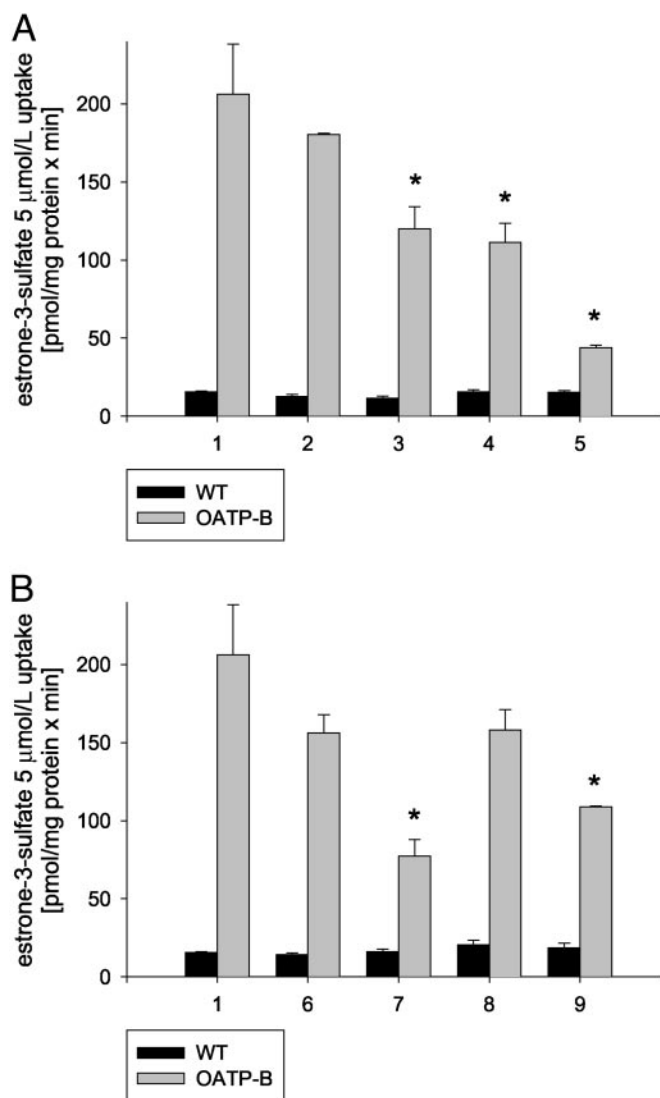 A
estrone-3-sulfate 5 μmol/L uptake
[pmol/mg protein x min]
200
150
100
50
0
*
*
*
1 2 3 4 5
WT
OATP-B
B
estrone-3-sulfate 5 μmol/L uptake
[pmol/mg protein x min]
200
150
100
50
0
*
*
1 6 7 8 9
WT
OATP-B